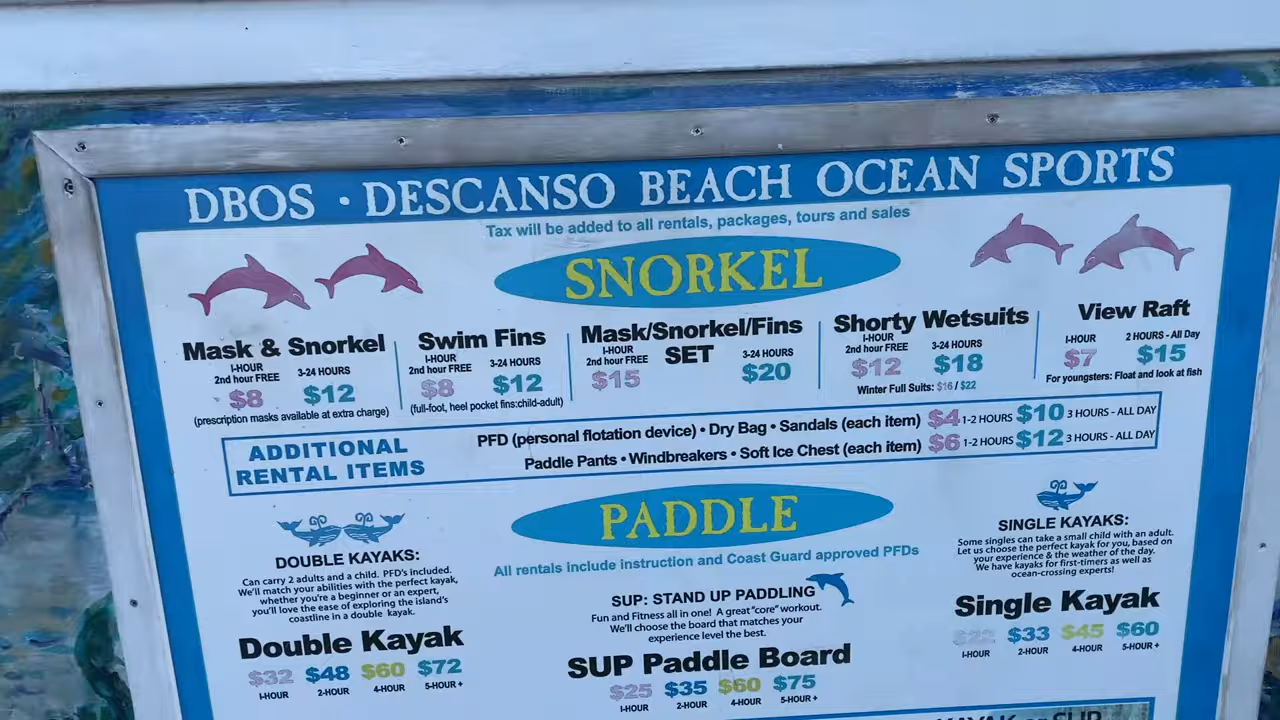 DBOS • DESCANSO BEACH OCEAN SPORTS
Tax will be added to all rentals, packages, tours and sales
SNORKEL
Mask & Snorkel
1-HOUR
2nd hour FREE
3-24 HOURS
$8
$12
(prescription masks available at extra charge)
Swim Fins
1-HOUR
2nd hour FREE
3-24 HOURS
$8
$12
(full-foot, heel pocket fins:child-adult)
Mask/Snorkel/Fins
SET
1-HOUR
2nd hour FREE
3-24 HOURS
$15
$20
Shorty Wetsuits
1-HOUR
2nd hour FREE
3-24 HOURS
$12
$18
Winter Full Suits: $16 / $22
View Raft
1-HOUR
2 HOURS - All Day
$7
$15
For youngsters: Float and look at fish
ADDITIONAL
RENTAL ITEMS
PFD (personal flotation device) • Dry Bag • Sandals (each item) $4 1-2 HOURS $10 3 HOURS - ALL DAY
Paddle Pants • Windbreakers • Soft Ice Chest (each item) $6 1-2 HOURS $12 3 HOURS - ALL DAY
PADDLE
All rentals include instruction and Coast Guard approved PFDs
DOUBLE KAYAKS:
Can carry 2 adults and a child. PFD's included.
We'll match your abilities with the perfect kayak,
whether you're a beginner or an expert,
you'll love the ease of exploring the island's
coastline in a double kayak.
Double Kayak
$32 $48 $60 $72
1-HOUR 2-HOUR 4-HOUR 5-HOUR +
SUP: STAND UP PADDLING
Fun and Fitness all in one! A great "core" workout.
We'll choose the board that matches your
experience level the best.
SUP Paddle Board
$25 $35 $60 $75
1-HOUR 2-HOUR 4-HOUR 5-HOUR +
SINGLE KAYAKS:
Some singles can take a small child with an adult.
Let us choose the perfect kayak for you, based on
your experience & the weather of the day.
We have kayaks for first-timers as well as
ocean-crossing experts!
Single Kayak
$22 $33 $45 $60
1-HOUR 2-HOUR 4-HOUR 5-HOUR +